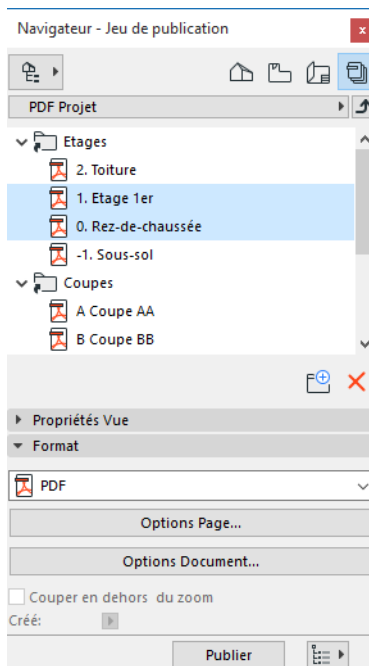 Navigateur - Jeu de publication
x
PDF Projet
Etages
2. Toiture
1. Etage 1er
0. Rez-de-chaussée
-1. Sous-sol
Coupes
A Coupe AA
B Coupe BB
Propriétés Vue
Format
PDF
Options Page...
Options Document...
Couper en dehors du zoom
Créé:
Publier